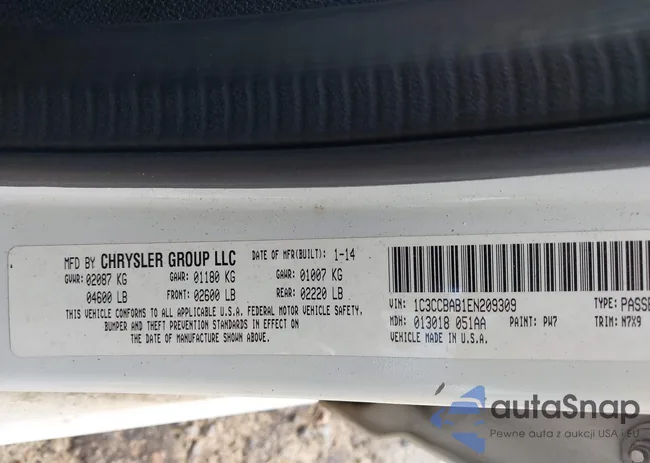 MFD BY CHRYSLER GROUP LLC DATE OF MFR(BUILT): 1-14
GVWR: 02087 KG GAWR: 01180 KG GAWR: 01007 KG
04600 LB FRONT: 02600 LB REAR: 02220 LB
THIS VEHICLE CONFORMS TO ALL APPLICABLE U.S.A. FEDERAL MOTOR VEHICLE SAFETY,
BUMPER AND THEFT PREVENTION STANDARDS IN EFFECT ON
THE DATE OF MANUFACTURE SHOWN ABOVE.
VIN: 1C3CCBAB1EN209309 TYPE: PASSE
MDH: 013018 051AA PAINT: PW7 TRIM: N7X9
VEHICLE MADE IN U.S.A.
autoSnap
Pewne auta z aukcji USA i EU